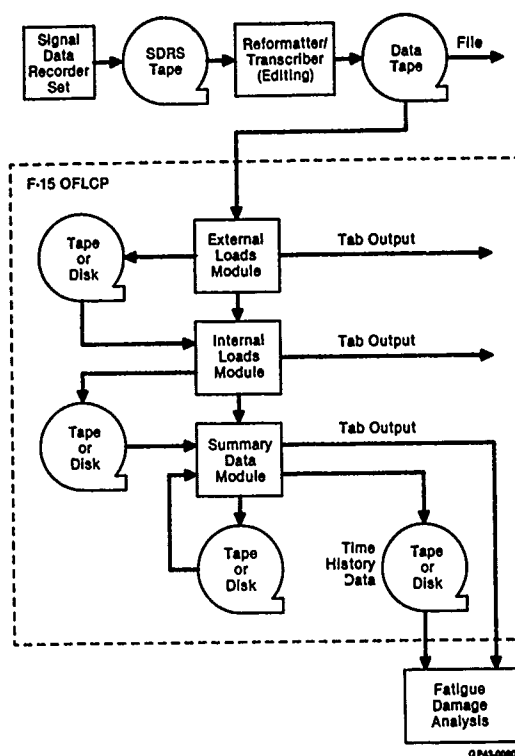 Signal
Data
Recorder
Set
SDRS
Tape
Reformatter/
Transcriber
(Editing)
Data
Tape
File
F-15 OFLCP
Tape
or
Disk
External
Loads
Module
Tab Output
Internal
Loads
Module
Tab Output
Tape
or
Disk
Summary
Data
Module
Tab Output
Tape
or
Disk
Time
History
Data
Tape
or
Disk
Fatigue
Damage
Analysis